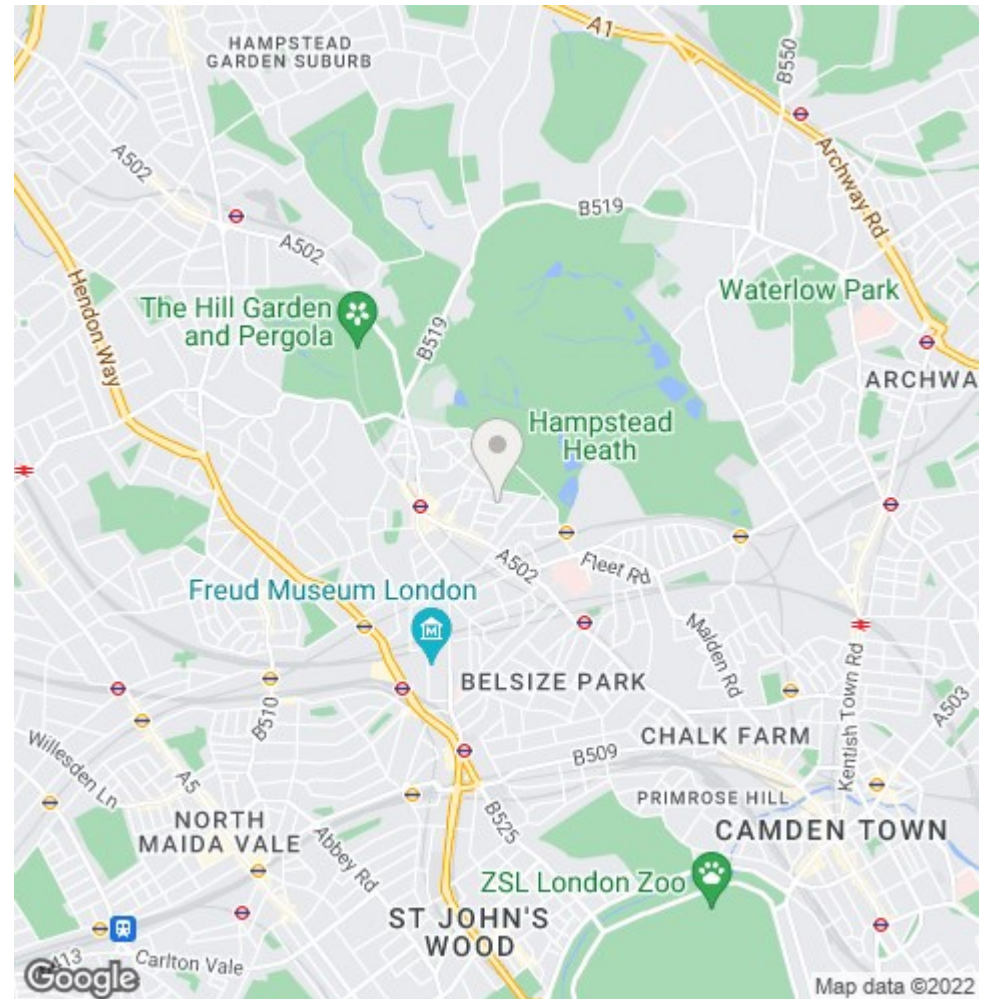 HAMPSTEAD
GARDEN SUBURB
A1
B550
A502
Archway Rd
B519
A502
Hendon Way
The Hill Garden
and Pergola
B519
Waterlow Park
ARCHWA
Hampstead
Heath
A502
Fleet Rd
Freud Museum London
M
Malden Rd
Kentish Town Rd
BELSIZE PARK
A503
B510
CHALK FARM
B509
Willesden Ln
A5
PRIMROSE HILL
NORTH
MAIDA VALE
Abbey Rd
B525
CAMDEN TOWN
ZSL London Zoo
ST JOHN'S
WOOD
B413
Carlton Vale
Google
Map data ©2022